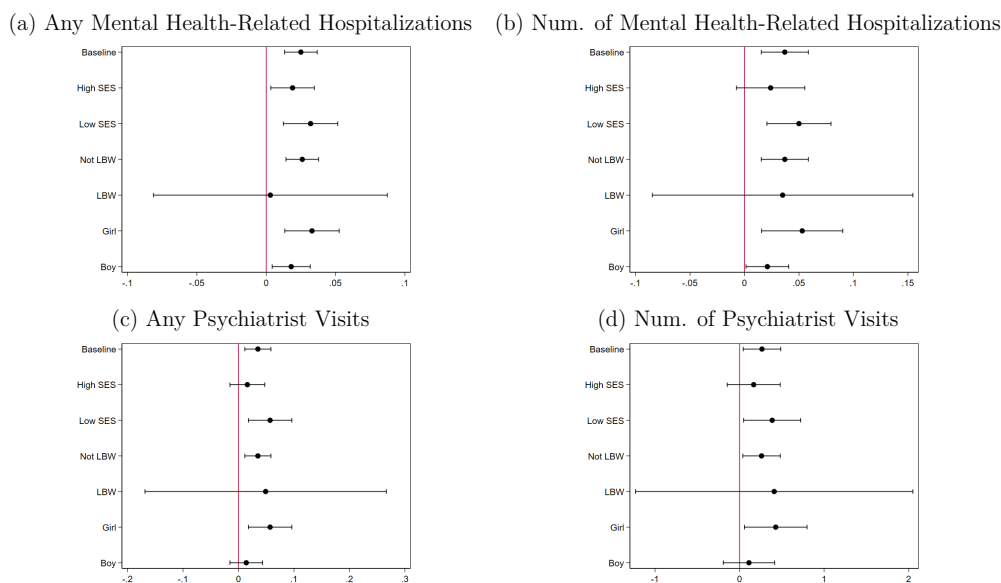 (a) Any Mental Health-Related Hospitalizations
Baseline
High SES
Low SES
Not LBW
LBW
Girl
Boy
-.1 -.05 0 .05 .1
(b) Num. of Mental Health-Related Hospitalizations
Baseline
High SES
Low SES
Not LBW
LBW
Girl
Boy
-.1 -.05 0 .05 .1 .15
(c) Any Psychiatrist Visits
Baseline
High SES
Low SES
Not LBW
LBW
Girl
Boy
-.2 -.1 0 .1 .2 .3
(d) Num. of Psychiatrist Visits
Baseline
High SES
Low SES
Not LBW
LBW
Girl
Boy
-1 0 1 2